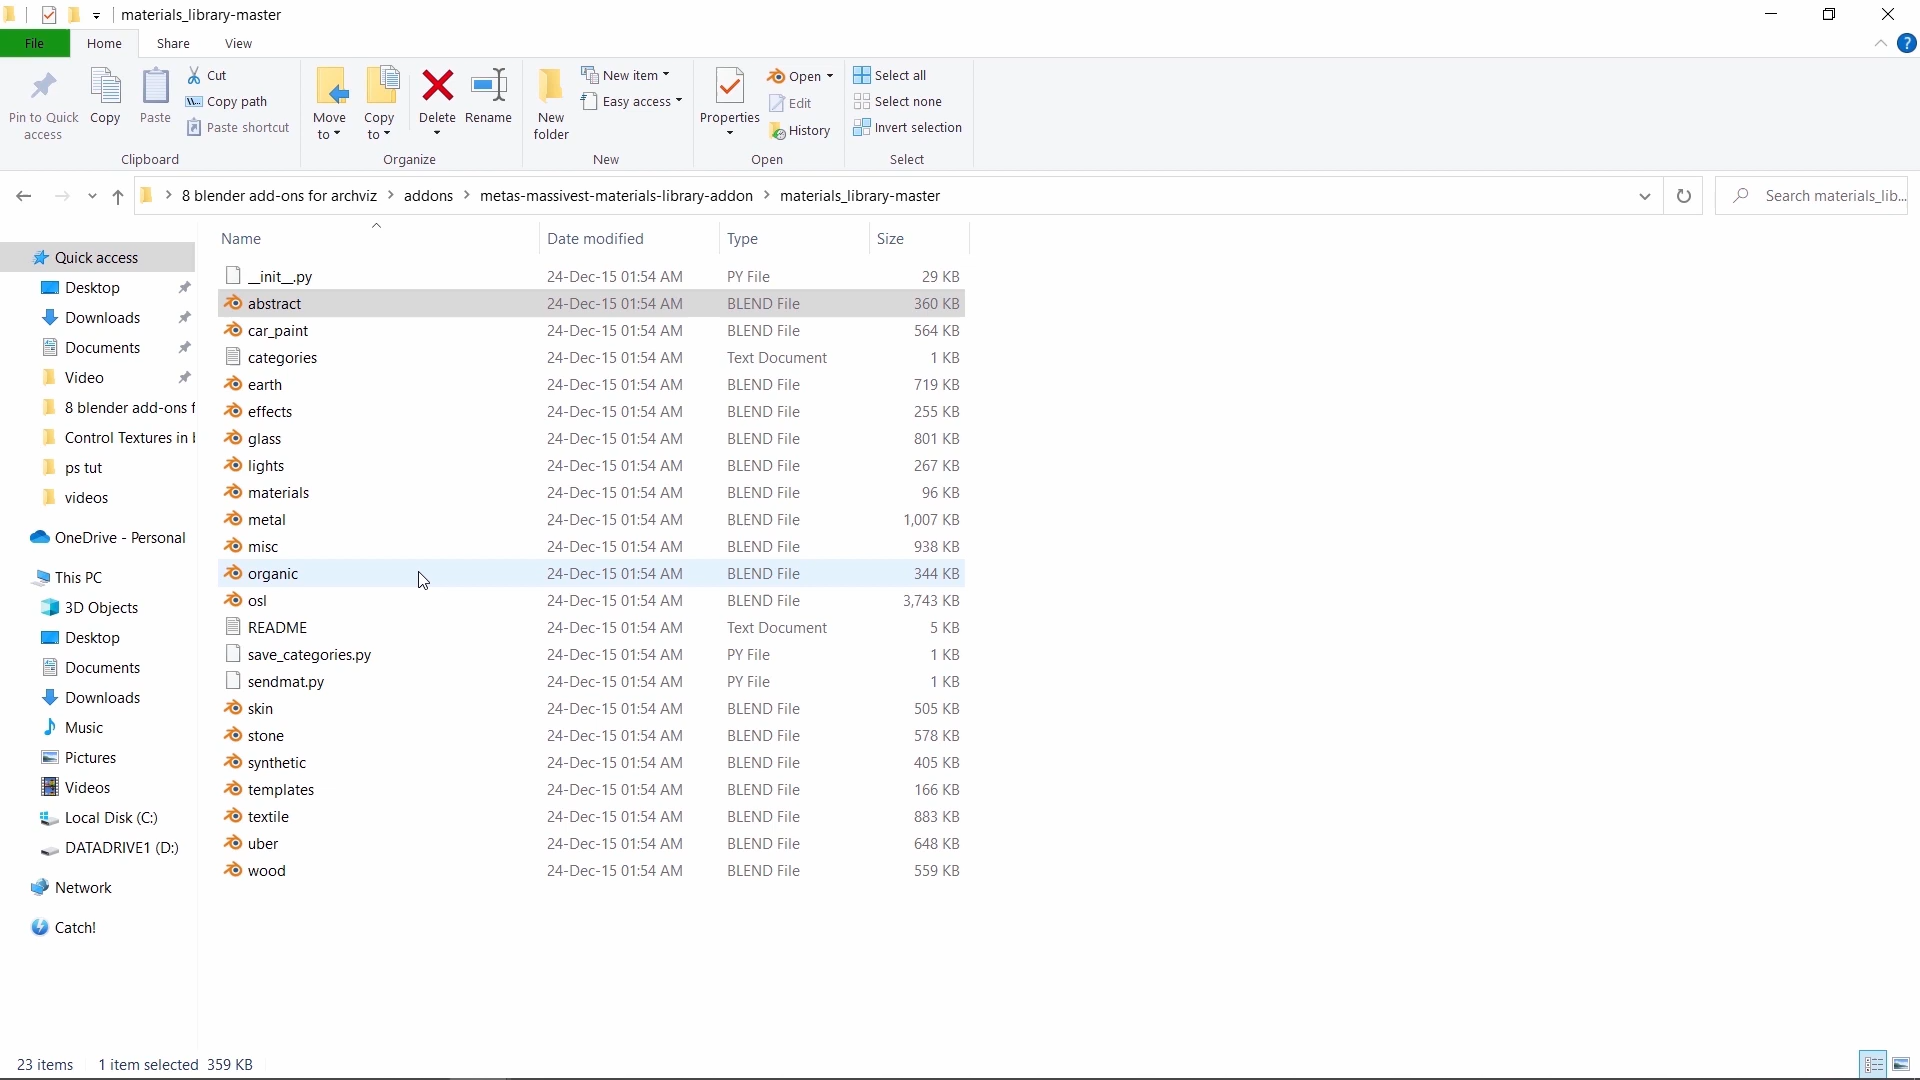 materials_library-master
File Home Share View
Pin to Quick access
Copy
Paste
Cut
Copy path
Paste shortcut
Clipboard
Move to
Copy to
Delete
Rename
Organize
New folder
New item
Easy access
New
Properties
Open
Edit
History
Open
Select all
Select none
Invert selection
Select
8 blender add-ons for archviz > addons > metas-massivest-materials-library-addon > materials_library-master
Search materials_lib...
Name Date modified Type Size
Quick access
Desktop
Downloads
Documents
Video
8 blender add-ons f
Control Textures in
ps tut
videos
OneDrive - Personal
This PC
3D Objects
Desktop
Documents
Downloads
Music
Pictures
Videos
Local Disk (C:)
DATADRIVE1 (D:)
Network
Catch!
__init__.py 24-Dec-15 01:54 AM PY File 29 KB
abstract 24-Dec-15 01:54 AM BLEND File 360 KB
car_paint 24-Dec-15 01:54 AM BLEND File 564 KB
categories 24-Dec-15 01:54 AM Text Document 1 KB
earth 24-Dec-15 01:54 AM BLEND File 719 KB
effects 24-Dec-15 01:54 AM BLEND File 255 KB
glass 24-Dec-15 01:54 AM BLEND File 801 KB
lights 24-Dec-15 01:54 AM BLEND File 267 KB
materials 24-Dec-15 01:54 AM BLEND File 96 KB
metal 24-Dec-15 01:54 AM BLEND File 1,007 KB
misc 24-Dec-15 01:54 AM BLEND File 938 KB
organic 24-Dec-15 01:54 AM BLEND File 344 KB
osl 24-Dec-15 01:54 AM BLEND File 3,743 KB
README 24-Dec-15 01:54 AM Text Document 5 KB
save_categories.py 24-Dec-15 01:54 AM PY File 1 KB
sendmat.py 24-Dec-15 01:54 AM PY File 1 KB
skin 24-Dec-15 01:54 AM BLEND File 505 KB
stone 24-Dec-15 01:54 AM BLEND File 578 KB
synthetic 24-Dec-15 01:54 AM BLEND File 405 KB
templates 24-Dec-15 01:54 AM BLEND File 166 KB
textile 24-Dec-15 01:54 AM BLEND File 883 KB
uber 24-Dec-15 01:54 AM BLEND File 648 KB
wood 24-Dec-15 01:54 AM BLEND File 559 KB
23 items 1 item selected 359 KB